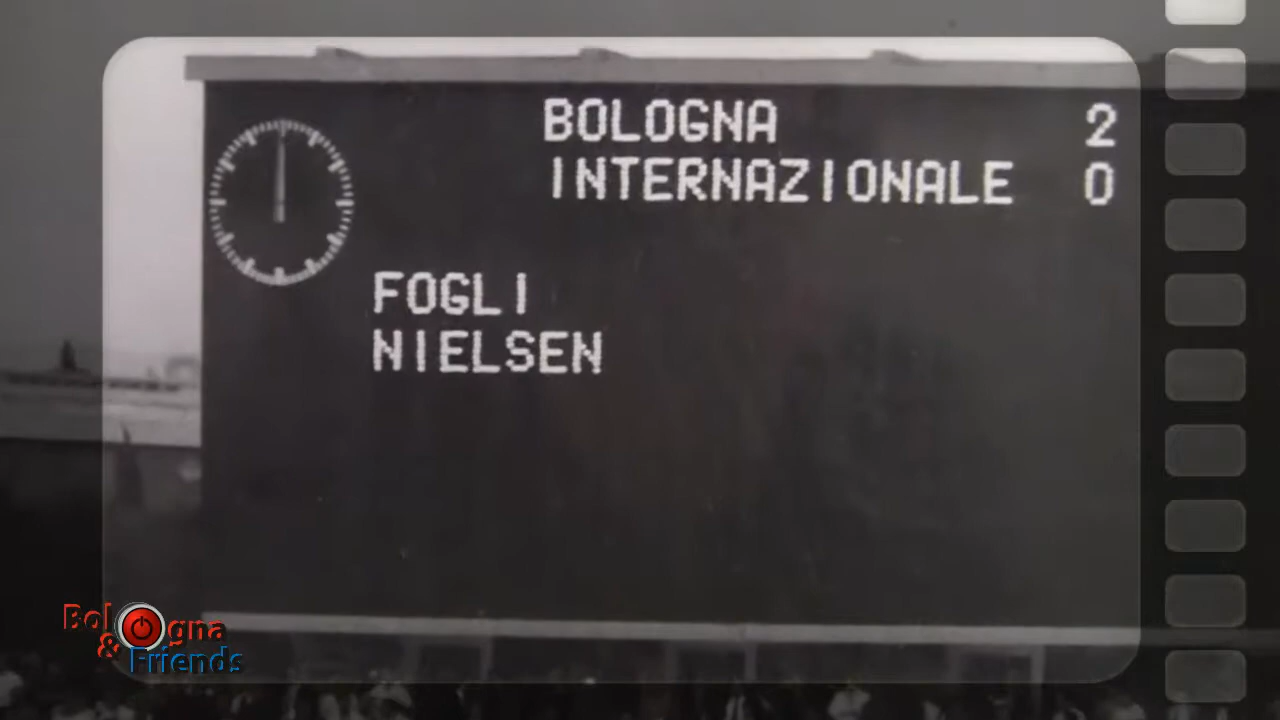 BOLOGNA 2
INTERNAZIONALE 0
FOGLI
NIELSEN
Bologna
& Friends